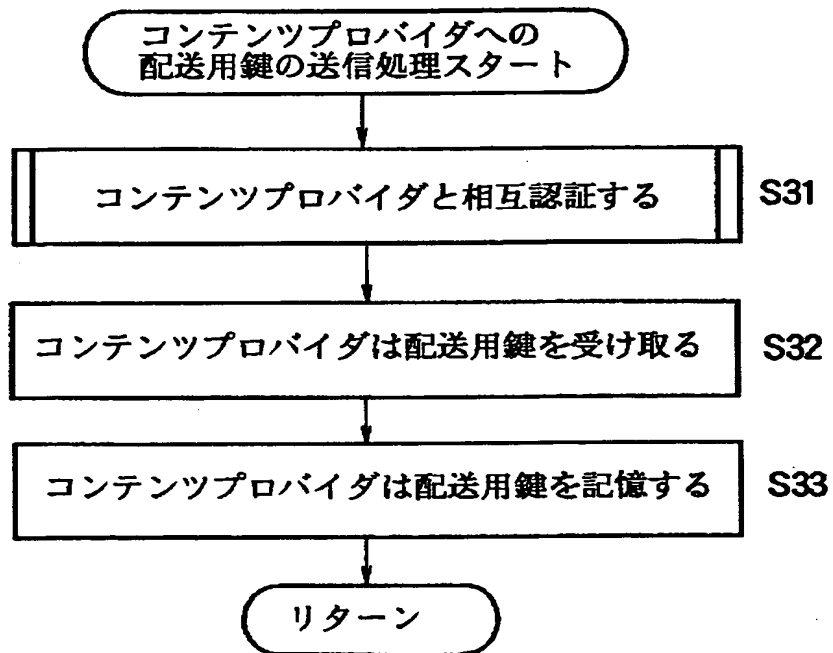 コンテンツプロバイダへの
配送用鍵の送信処理スタート
コンテンツプロバイダと相互認証する
S31
コンテンツプロバイダは配送用鍵を受け取る
S32
コンテンツプロバイダは配送用鍵を記憶する
S33
リターン